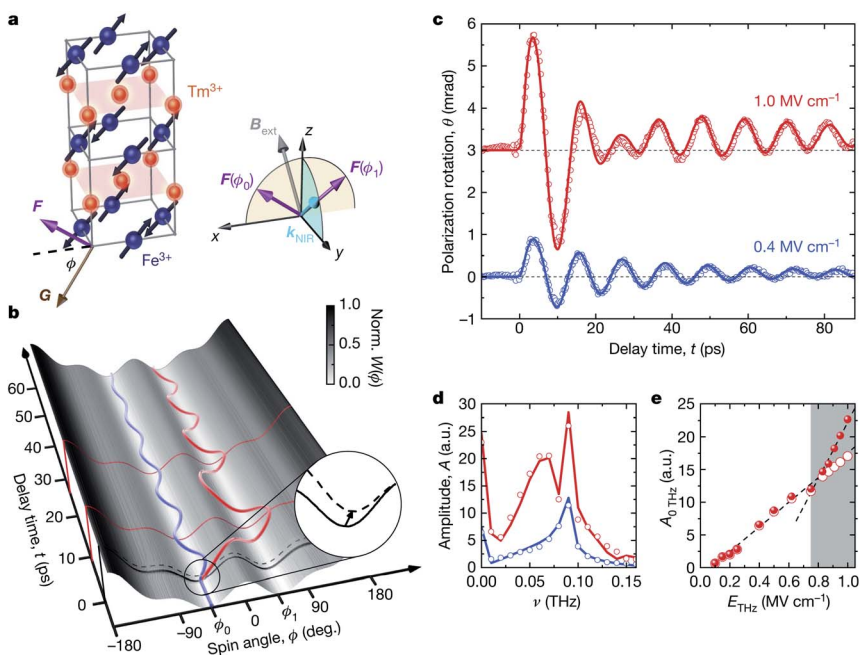 a
Tm³⁺
Fe³⁺
F
ϕ
G
B_ext
z
F(ϕ₀)
F(ϕ₁)
k_NIR
x
y
b
1.0
0.5
0.0
Norm. W(ϕ)
60
50
40
30
20
10
0
Delay time, t (ps)
−180
−90
ϕ₀
0
ϕ₁
90
180
Spin angle, ϕ (deg.)
c
6
5
4
3
2
1
0
−1
Polarization rotation, θ (mrad)
1.0 MV cm⁻¹
0.4 MV cm⁻¹
0
20
40
60
80
Delay time, t (ps)
d
30
25
20
15
10
5
0
Amplitude, A (a.u.)
0.00
0.05
0.10
0.15
ν (THz)
e
25
20
15
10
5
0
A₀ THz (a.u.)
0.0
0.2
0.4
0.6
0.8
1.0
E_THz (MV cm⁻¹)